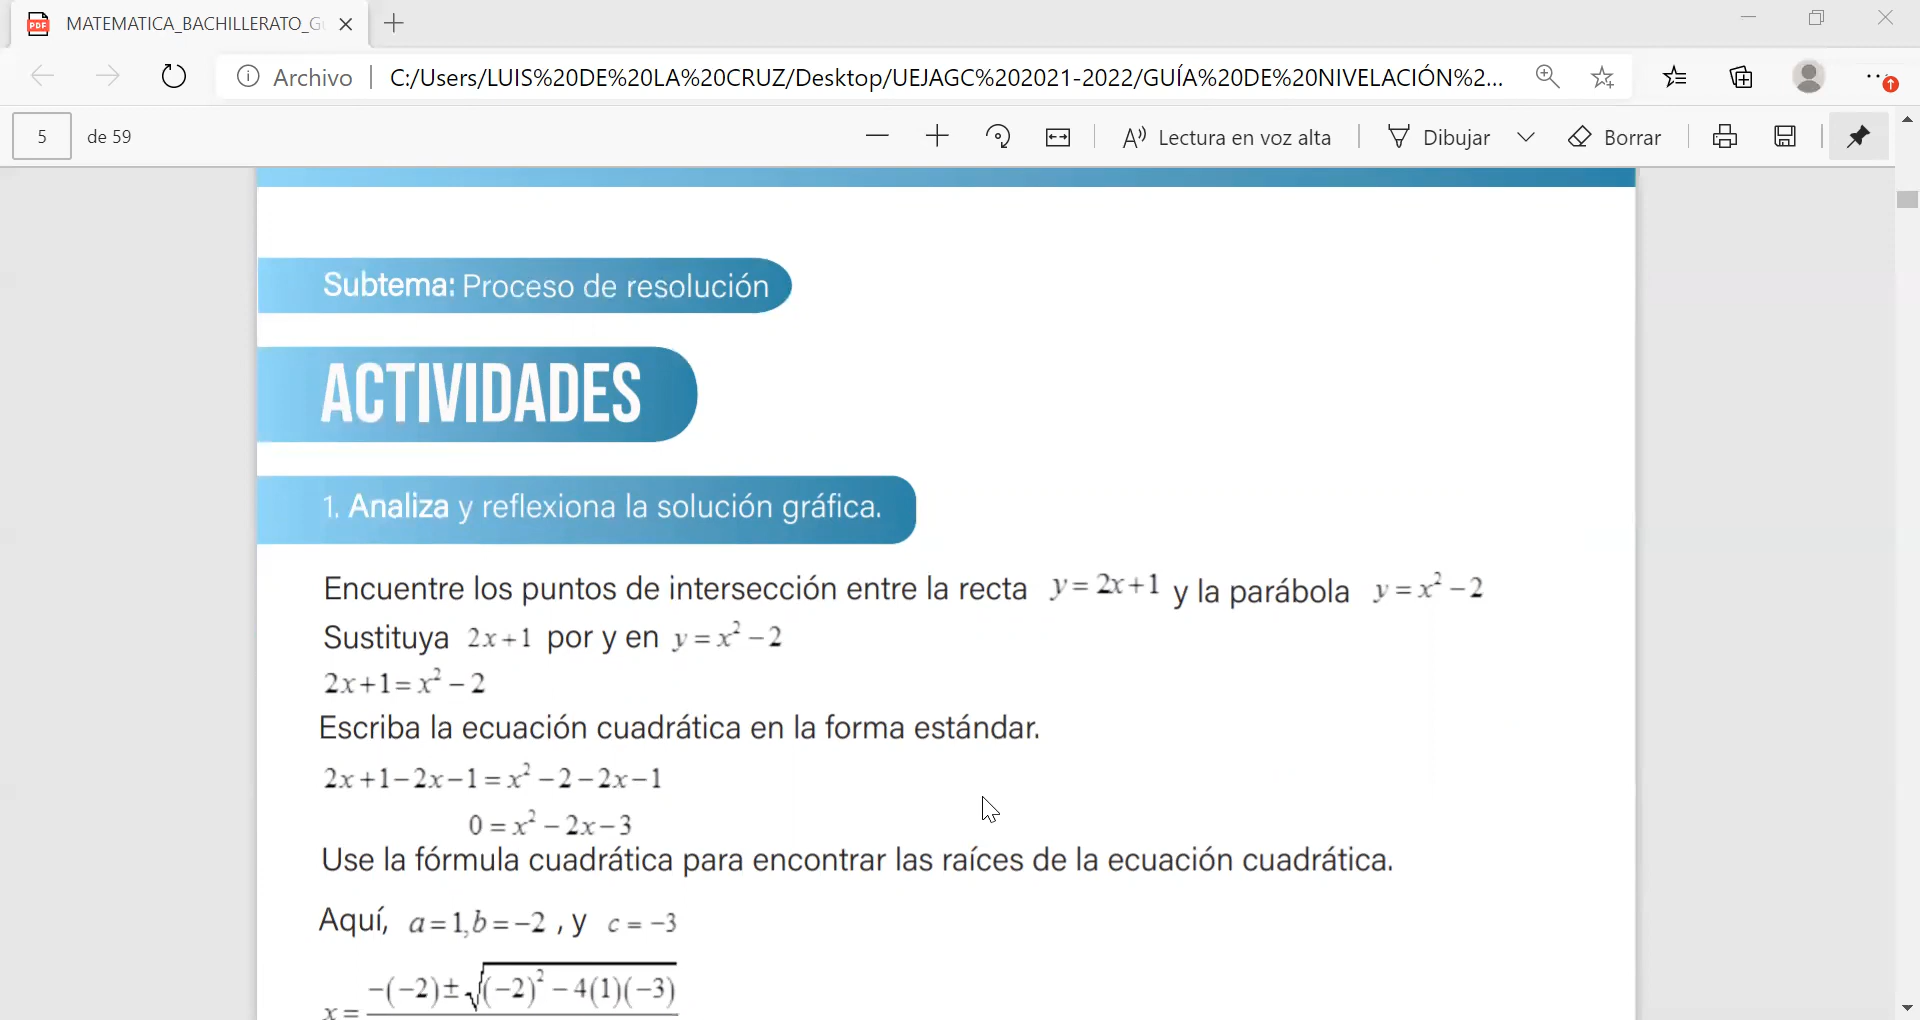 MATEMATICA_BACHILLERATO_G
Archivo | C:/Users/LUIS%20DE%20LA%20CRUZ/Desktop/UEJAGC%202021-2022/GUÍA%20DE%20NIVELACIÓN%2...
5 de 59
Lectura en voz alta
Dibujar
Borrar
Subtema: Proceso de resolución
ACTIVIDADES
1. Analiza y reflexiona la solución gráfica.
Encuentre los puntos de intersección entre la recta y=2x+1 y la parábola y=x²−2
Sustituya 2x+1 por y en y=x²−2
2x+1=x²−2
Escriba la ecuación cuadrática en la forma estándar.
2x+1−2x−1=x²−2−2x−1
0=x²−2x−3
Use la fórmula cuadrática para encontrar las raíces de la ecuación cuadrática.
Aquí, a=1,b=−2 , y c=−3
x= −(−2)±√(−2)²−4(1)(−3)